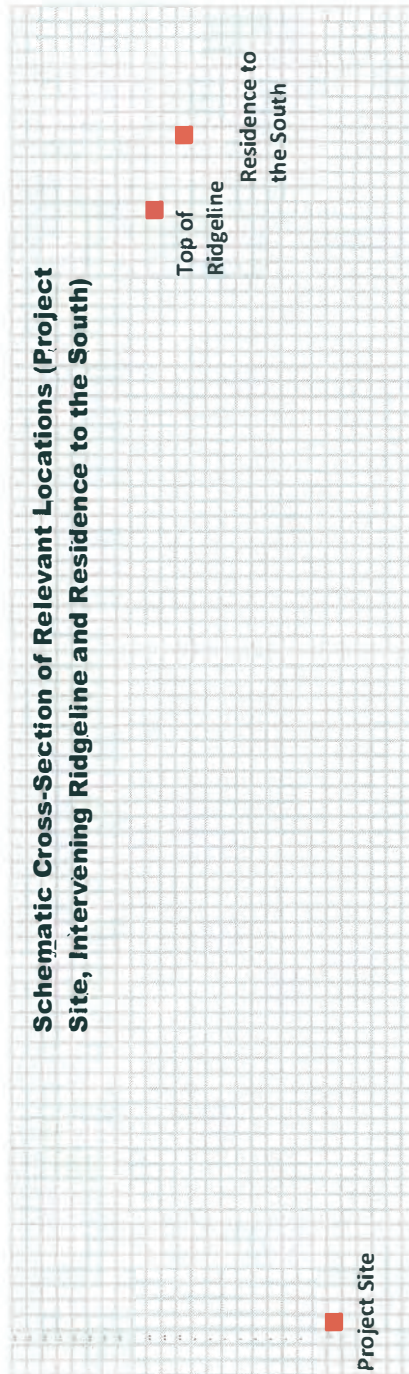 Schematic Cross-Section of Relevant Locations (Project
Site, Intervening Ridgeline and Residence to the South)
Project Site
Top of
Ridgeline
Residence to
the South